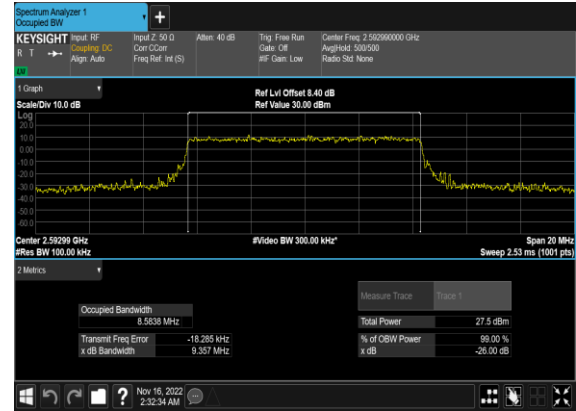 Spectrum Analyzer 1
Occupied BW
KEYSIGHT
R T
LV
Input: RF
Coupling: DC
Align: Auto
Input Z: 50 Ω
Corr CCorr
Freq Ref: Int (S)
Atten: 40 dB
Trig: Free Run
Gate: Off
#IF Gain: Low
Center Freq: 2.592990000 GHz
Avg|Hold: 500/500
Radio Std: None
1 Graph
Scale/Div 10.0 dB
Ref Lvl Offset 8.40 dB
Ref Value 30.00 dBm
Log
20.0
10.0
0.00
-10.0
-20.0
-30.0
-40.0
-50.0
-60.0
Center 2.59299 GHz
#Video BW 300.00 kHz*
Span 20 MHz
#Res BW 100.00 kHz
Sweep 2.53 ms (1001 pts)
2 Metrics
Measure Trace
Trace 1
Occupied Bandwidth
8.5838 MHz
Total Power
27.5 dBm
Transmit Freq Error
-18.285 kHz
% of OBW Power
99.00 %
x dB Bandwidth
9.357 MHz
x dB
-26.00 dB
?
Nov 16, 2022
2:32:34 AM